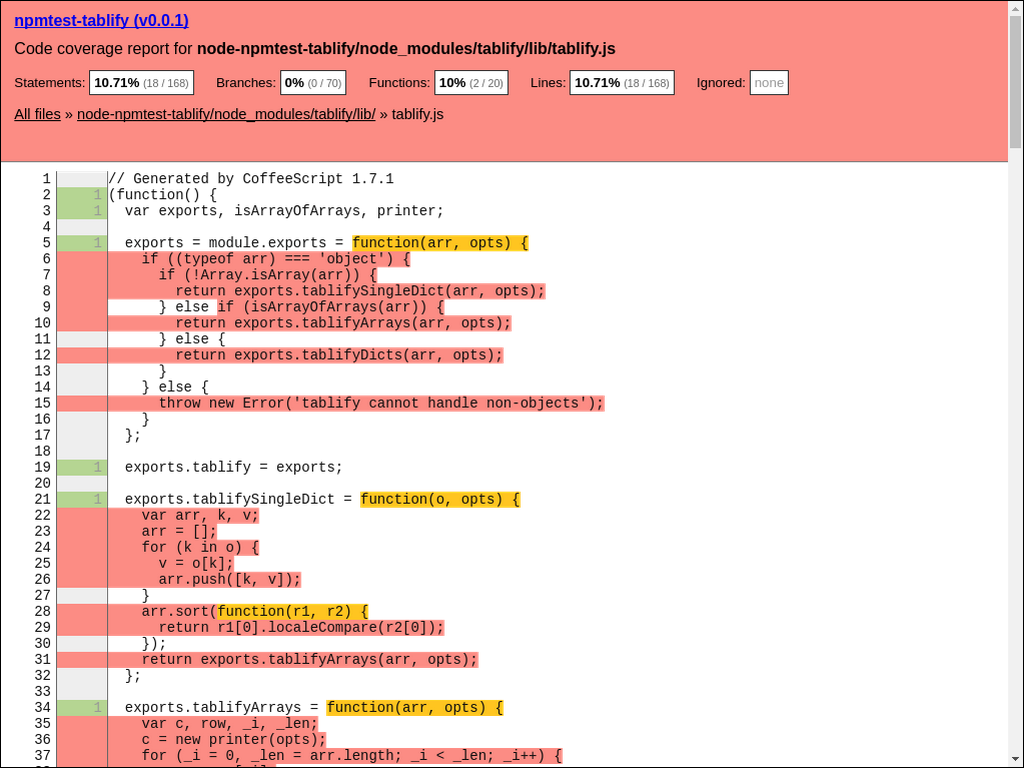 npmtest-tablify (v0.0.1)
Code coverage report for node-npmtest-tablify/node_modules/tablify/lib/tablify.js
Statements: 10.71% (18 / 168) Branches: 0% (0 / 70) Functions: 10% (2 / 20) Lines: 10.71% (18 / 168) Ignored: none
All files » node-npmtest-tablify/node_modules/tablify/lib/ » tablify.js
1 // Generated by CoffeeScript 1.7.1
2 1 (function() {
3 1 var exports, isArrayOfArrays, printer;
4
5 1 exports = module.exports = function(arr, opts) {
6 if ((typeof arr) === 'object') {
7 if (!Array.isArray(arr)) {
8 return exports.tablifySingleDict(arr, opts);
9 } else if (isArrayOfArrays(arr)) {
10 return exports.tablifyArrays(arr, opts);
11 } else {
12 return exports.tablifyDicts(arr, opts);
13 }
14 } else {
15 throw new Error('tablify cannot handle non-objects');
16 }
17 };
18
19 1 exports.tablify = exports;
20
21 1 exports.tablifySingleDict = function(o, opts) {
22 var arr, k, v;
23 arr = [];
24 for (k in o) {
25 v = o[k];
26 arr.push([k, v]);
27 }
28 arr.sort(function(r1, r2) {
29 return r1[0].localeCompare(r2[0]);
30 });
31 return exports.tablifyArrays(arr, opts);
32 };
33
34 1 exports.tablifyArrays = function(arr, opts) {
35 var c, row, _i, _len;
36 c = new printer(opts);
37 for (_i = 0, _len = arr.length; _i < _len; _i++) {